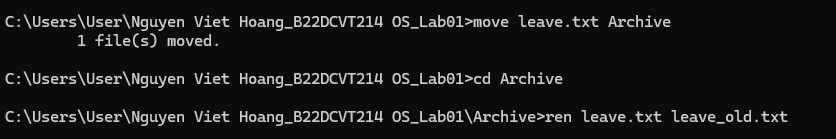 C:\Users\User\Nguyen Viet Hoang_B22DCVT214 OS_Lab01>move leave.txt Archive
        1 file(s) moved.
C:\Users\User\Nguyen Viet Hoang_B22DCVT214 OS_Lab01>cd Archive
C:\Users\User\Nguyen Viet Hoang_B22DCVT214 OS_Lab01\Archive>ren leave.txt leave_old.txt